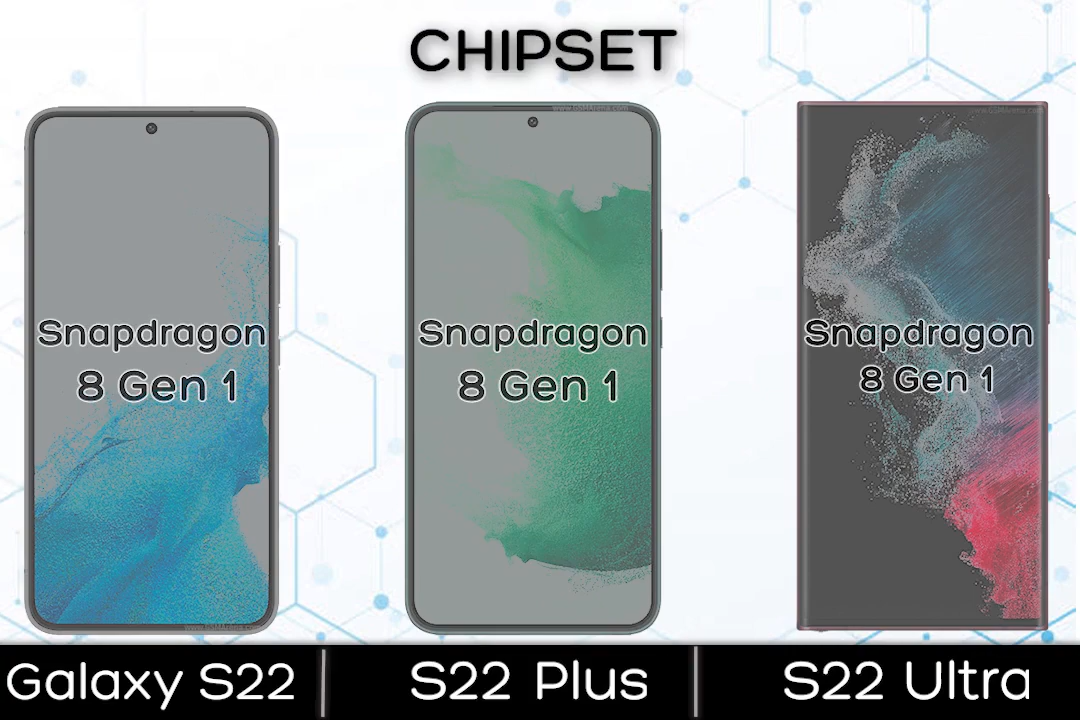 CHIPSET
Snapdragon
8 Gen 1
Snapdragon
8 Gen 1
Snapdragon
8 Gen 1
Galaxy S22 | S22 Plus | S22 Ultra